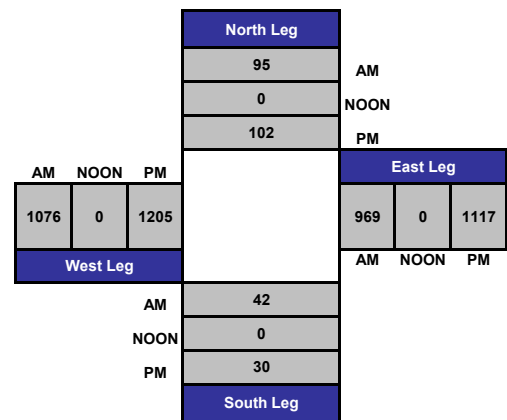 North Leg
95 AM
0 NOON
102 PM
AM NOON PM
East Leg
1076 0 1205
969 0 1117
West Leg
AM NOON PM
AM 42
NOON 0
PM 30
South Leg